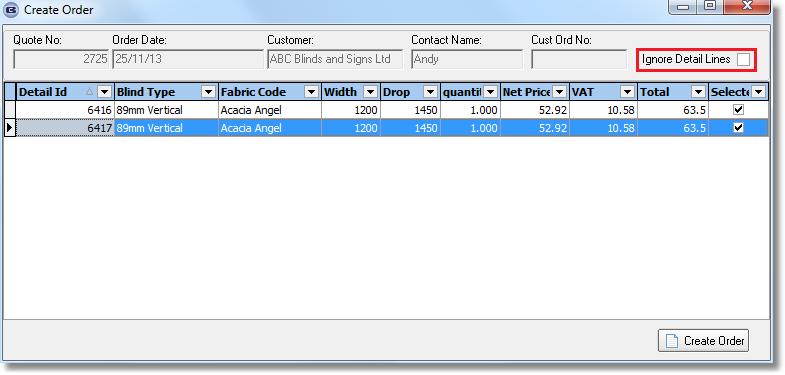 Create Order
Quote No: Order Date: Customer: Contact Name: Cust Ord No:
2725 25/11/13 ABC Blinds and Signs Ltd Andy
Ignore Detail Lines
Detail Id Blind Type Fabric Code Width Drop quantit Net Price VAT Total Selecte
6416 89mm Vertical Acacia Angel 1200 1450 1.000 52.92 10.58 63.5
6417 89mm Vertical Acacia Angel 1200 1450 1.000 52.92 10.58 63.5
Create Order